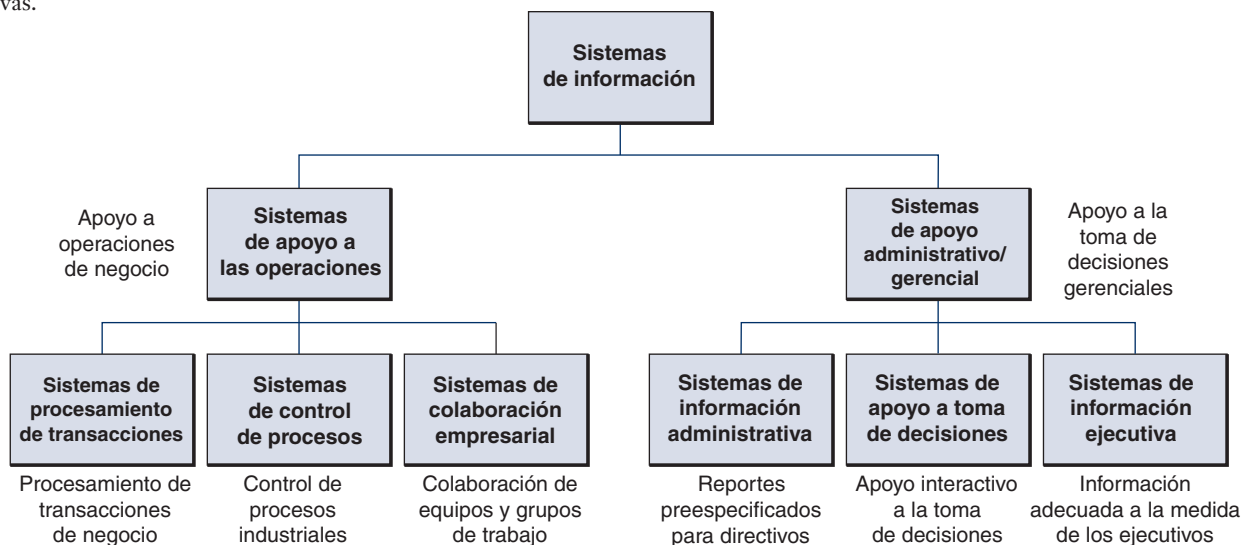 vas.
Sistemas
de información
Apoyo a
operaciones
de negocio
Sistemas
de apoyo a
las operaciones
Sistemas
de apoyo
administrativo/
gerencial
Apoyo a la
toma de
decisiones
gerenciales
Sistemas de
procesamiento
de transacciones
Sistemas
de control
de procesos
Sistemas de
colaboración
empresarial
Sistemas de
información
administrativa
Sistemas de
apoyo a toma
de decisiones
Sistemas de
información
ejecutiva
Procesamiento de
transacciones
de negocio
Control de
procesos
industriales
Colaboración de
equipos y grupos
de trabajo
Reportes
preespecificados
para directivos
Apoyo interactivo
a la toma
de decisiones
Información
adecuada a la medida
de los ejecutivos